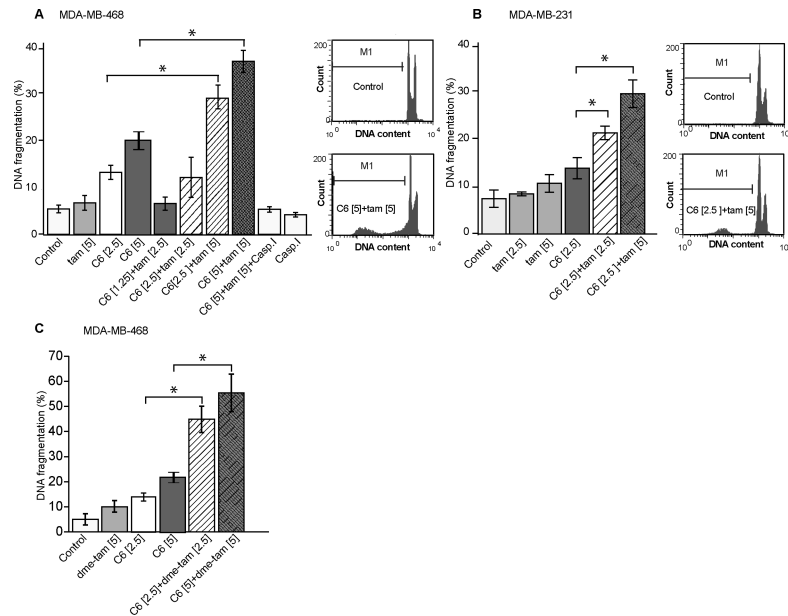 A MDA-MB-468
DNA fragmentation (%)
40
30
20
10
0
*
*
Control
tam [5]
C6 [2.5]
C6 [5]
C6 [1.25]+tam [2.5]
C6 [2.5]+tam [2.5]
C6[2.5 ]+tam [5]
C6 [5]+tam [5]
C6 [5]+tam [5]+Casp.I
Casp.I
200
Count
0
M1
Control
10⁰ DNA content 10⁴
200
Count
0
M1
C6 [5]+tam [5]
10⁰ DNA content 10⁴
B MDA-MB-231
DNA fragmentation (%)
40
30
20
10
0
*
*
Control
tam [2.5]
tam [5]
C6 [2.5]
C6 [2.5]+tam [2.5]
C6 [2.5 ]+tam [5]
200
Count
0
M1
Control
10⁰ DNA content 10⁴
200
Count
0
M1
C6 [2.5 ]+tam [5]
10⁰ DNA content 10⁴
C MDA-MB-468
DNA fragmentation (%)
70
60
50
40
30
20
10
0
*
*
Control
dme-tam [5]
C6 [2.5]
C6 [5]
C6 [2.5]+dme-tam [2.5]
C6 [5]+dme-tam [5]